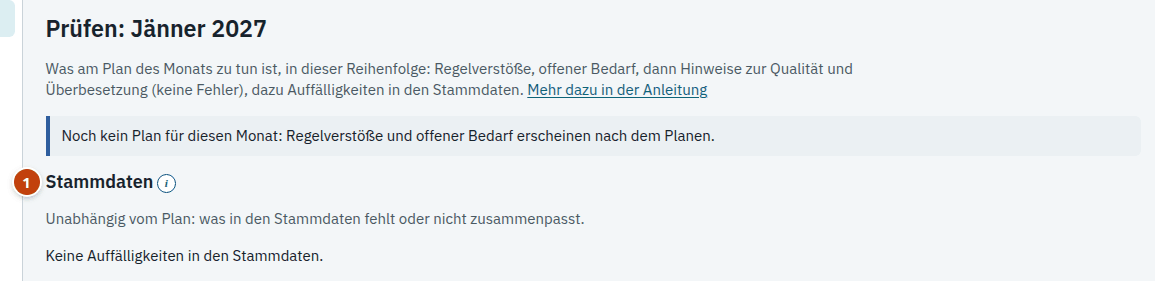 Prüfen: Jänner 2027
Was am Plan des Monats zu tun ist, in dieser Reihenfolge: Regelverstöße, offener Bedarf, dann Hinweise zur Qualität und
Überbesetzung (keine Fehler), dazu Auffälligkeiten in den Stammdaten. Mehr dazu in der Anleitung
Noch kein Plan für diesen Monat: Regelverstöße und offener Bedarf erscheinen nach dem Planen.
1 Stammdaten i
Unabhängig vom Plan: was in den Stammdaten fehlt oder nicht zusammenpasst.
Keine Auffälligkeiten in den Stammdaten.